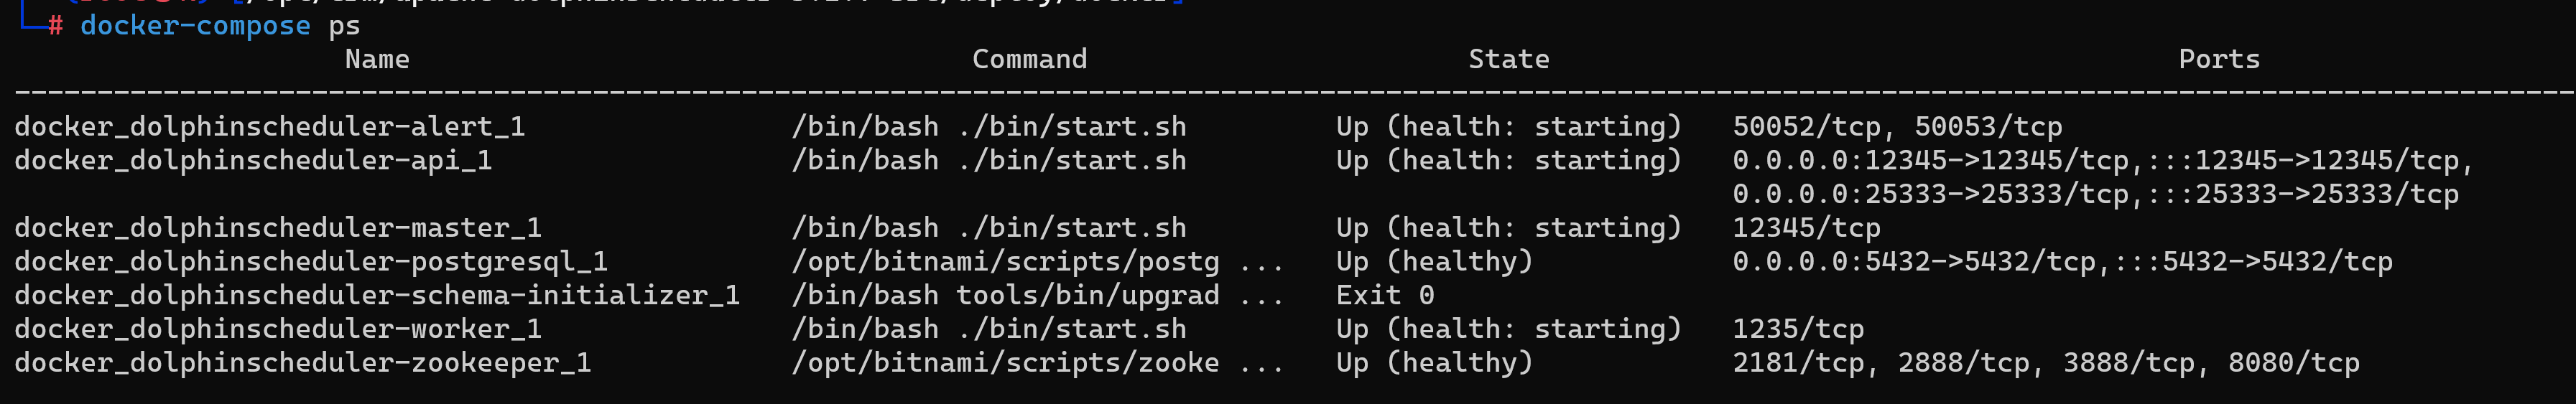 # docker-compose ps
Name Command State Ports
docker_dolphinscheduler-alert_1 /bin/bash ./bin/start.sh Up (health: starting) 50052/tcp, 50053/tcp
docker_dolphinscheduler-api_1 /bin/bash ./bin/start.sh Up (health: starting) 0.0.0.0:12345->12345/tcp,:::12345->12345/tcp,
0.0.0.0:25333->25333/tcp,:::25333->25333/tcp
docker_dolphinscheduler-master_1 /bin/bash ./bin/start.sh Up (health: starting) 12345/tcp
docker_dolphinscheduler-postgresql_1 /opt/bitnami/scripts/postg ... Up (healthy) 0.0.0.0:5432->5432/tcp,:::5432->5432/tcp
docker_dolphinscheduler-schema-initializer_1 /bin/bash tools/bin/upgrad ... Exit 0
docker_dolphinscheduler-worker_1 /bin/bash ./bin/start.sh Up (health: starting) 1235/tcp
docker_dolphinscheduler-zookeeper_1 /opt/bitnami/scripts/zooke ... Up (healthy) 2181/tcp, 2888/tcp, 3888/tcp, 8080/tcp